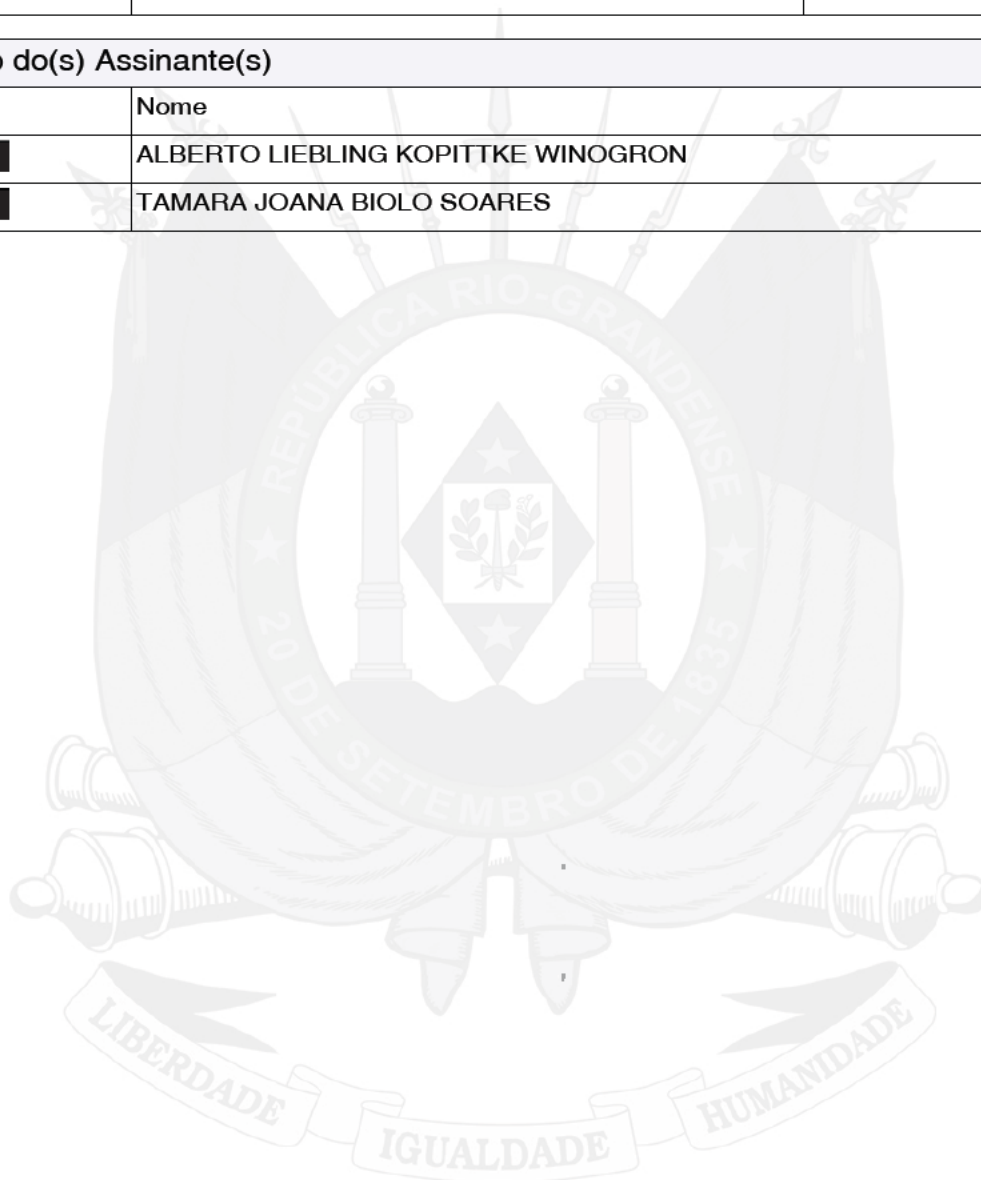 o do(s) Assinante(s)
Nome
ALBERTO LIEBLING KOPITTKE WINOGRON
TAMARA JOANA BIOLO SOARES
REPÚBLICA RIO-GRANDENSE
20 DE SETEMBRO DE 1835
LIBERDADE
IGUALDADE
HUMANIDADE